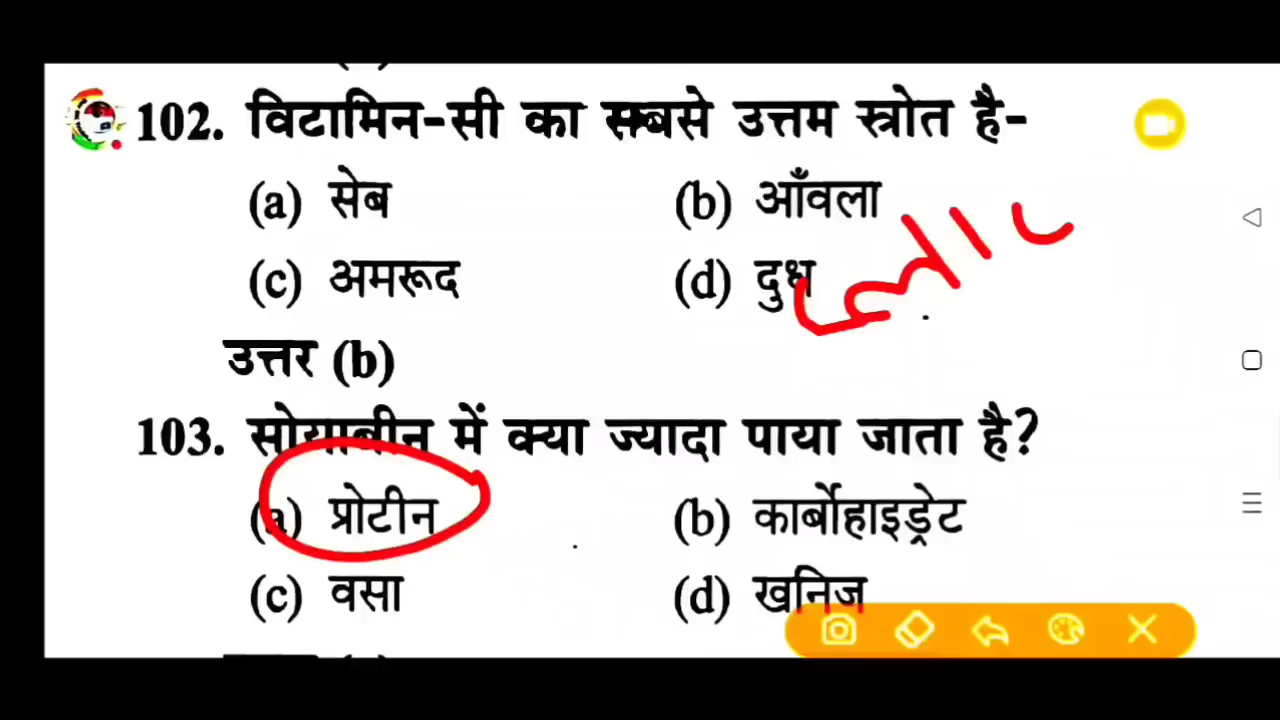 102. विटामिन-सी का सबसे उत्तम स्त्रोत है-
(a) सेब (b) आँवला
(c) अमरूद (d) दुग्ध
उत्तर (b)
103. सोयाबीन में क्या ज्यादा पाया जाता है?
(a) प्रोटीन (b) कार्बोहाइड्रेट
(c) वसा (d) खनिज